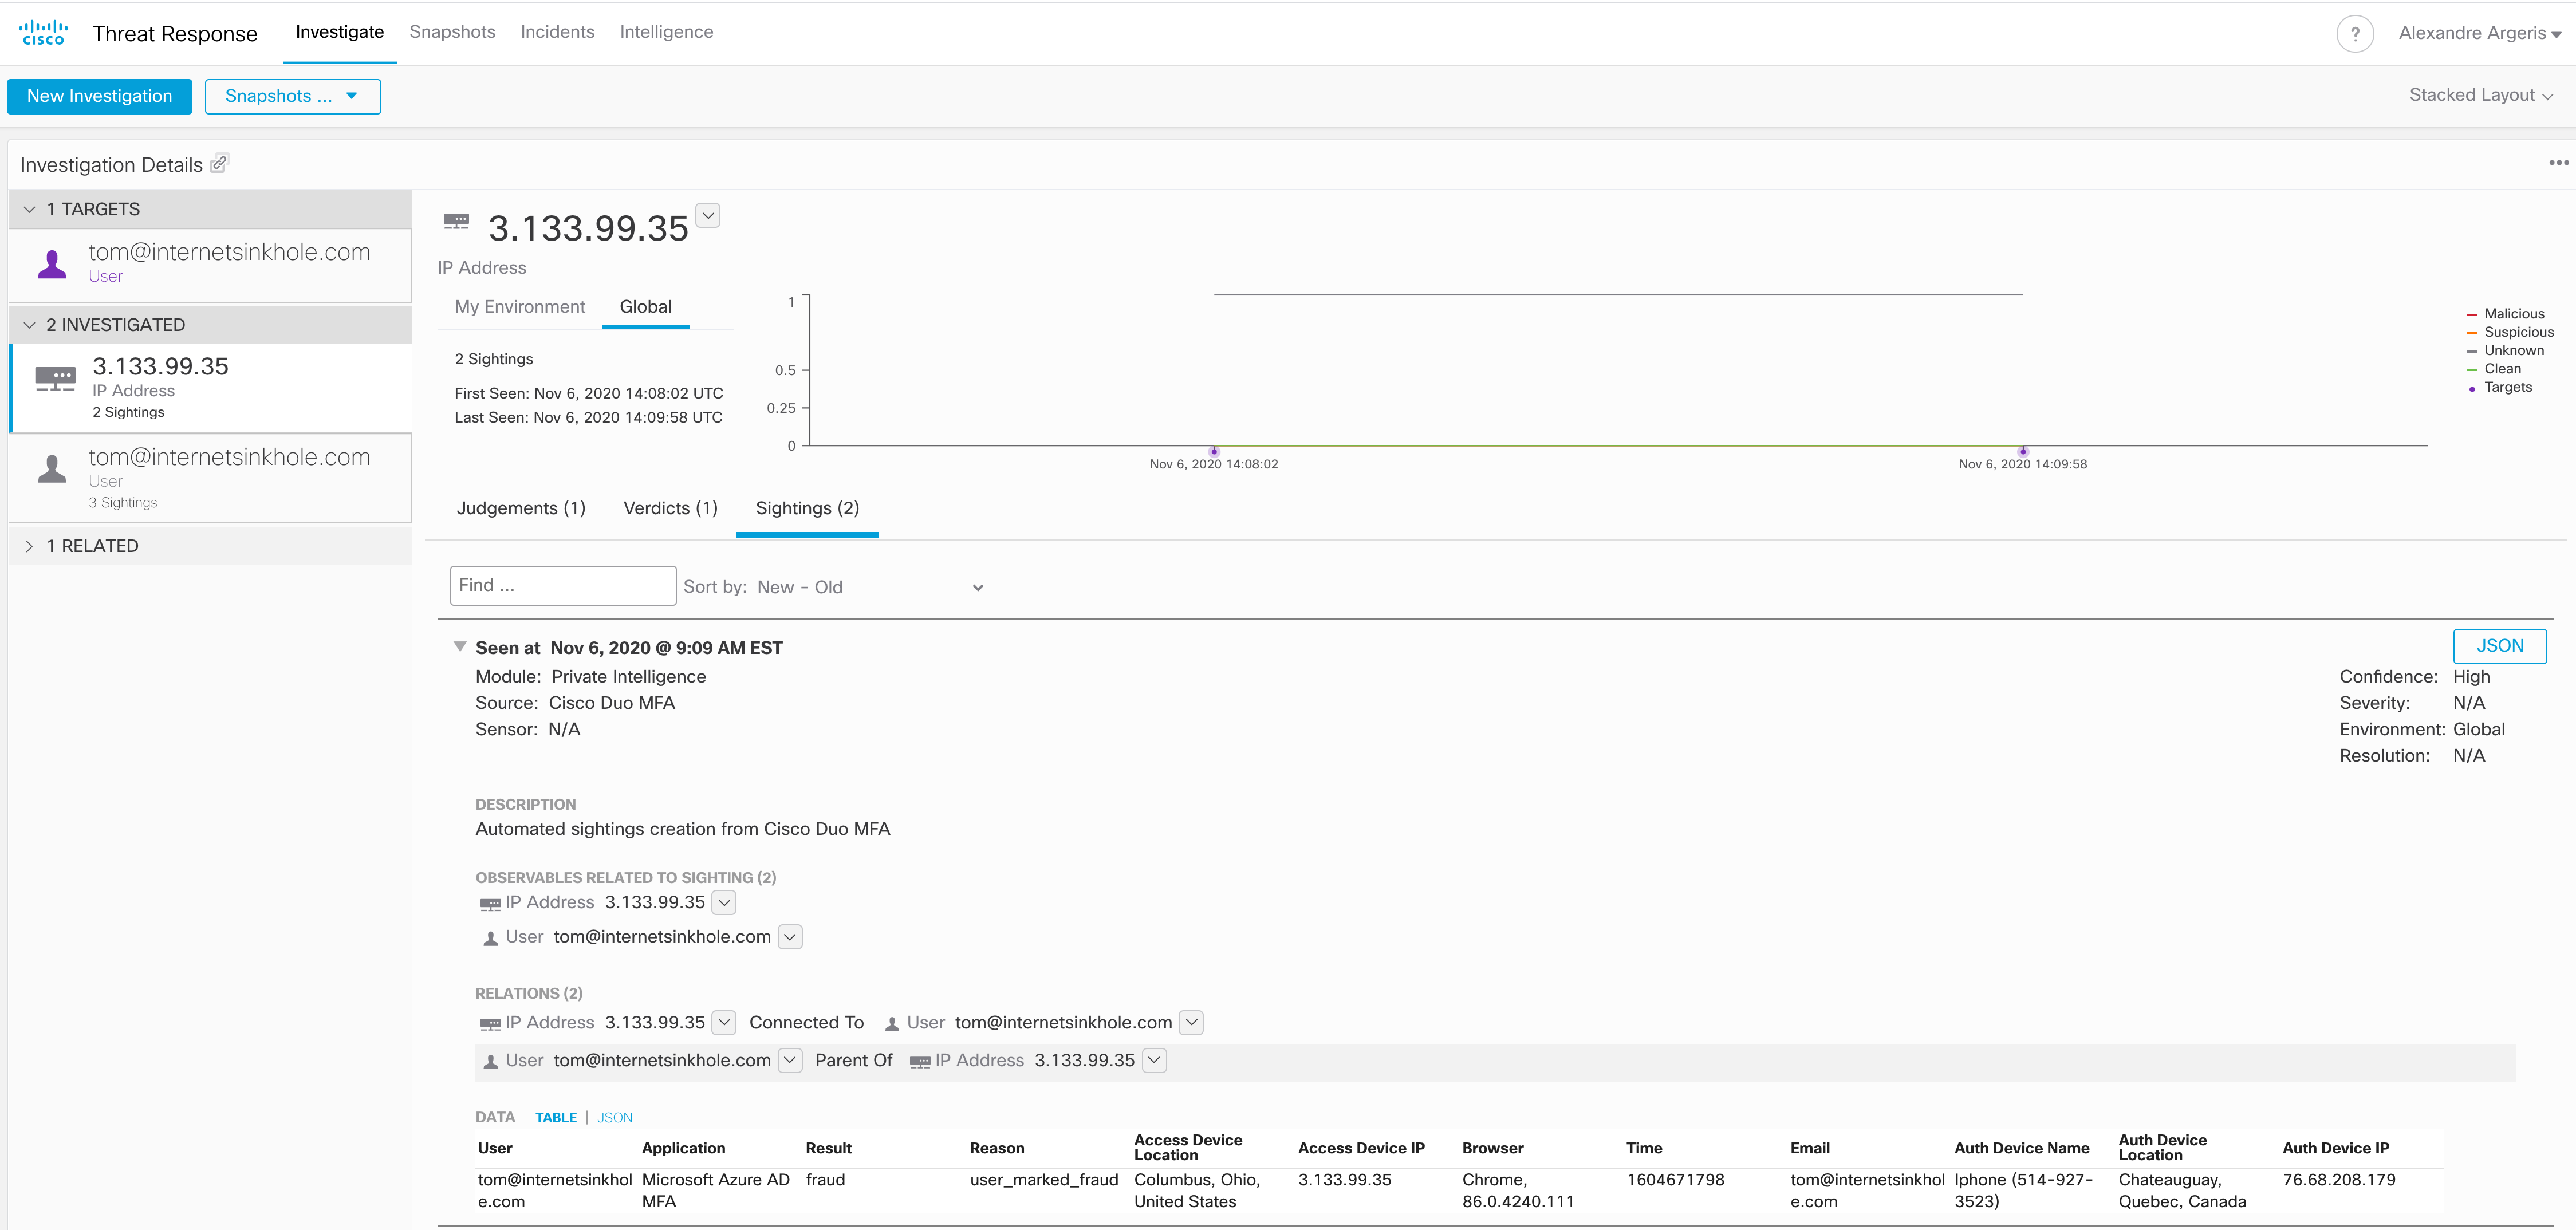 cisco Threat Response Investigate Snapshots Incidents Intelligence ? Alexandre Argeris
New Investigation Snapshots ... Stacked Layout
Investigation Details
1 TARGETS
tom@internetsinkhole.com
User
2 INVESTIGATED
3.133.99.35
IP Address
2 Sightings
tom@internetsinkhole.com
User
3 Sightings
1 RELATED
3.133.99.35
IP Address
My Environment Global
2 Sightings
First Seen: Nov 6, 2020 14:08:02 UTC
Last Seen: Nov 6, 2020 14:09:58 UTC
1
0.5
0.25
0
Nov 6, 2020 14:08:02 Nov 6, 2020 14:09:58
Malicious
Suspicious
Unknown
Clean
Targets
Judgements (1) Verdicts (1) Sightings (2)
Find ... Sort by: New - Old
Seen at Nov 6, 2020 @ 9:09 AM EST JSON
Module: Private Intelligence
Source: Cisco Duo MFA
Sensor: N/A
Confidence: High
Severity: N/A
Environment: Global
Resolution: N/A
DESCRIPTION
Automated sightings creation from Cisco Duo MFA
OBSERVABLES RELATED TO SIGHTING (2)
IP Address 3.133.99.35
User tom@internetsinkhole.com
RELATIONS (2)
IP Address 3.133.99.35 Connected To User tom@internetsinkhole.com
User tom@internetsinkhole.com Parent Of IP Address 3.133.99.35
DATA TABLE | JSON
User Application Result Reason Access Device Location Access Device IP Browser Time Email Auth Device Name Auth Device Location Auth Device IP
tom@internetsinkhol Microsoft Azure AD fraud user_marked_fraud Columbus, Ohio, 3.133.99.35 Chrome, 1604671798 tom@internetsinkhol Iphone (514-927- Chateauguay, 76.68.208.179
e.com MFA United States 86.0.4240.111 e.com 3523) Quebec, Canada